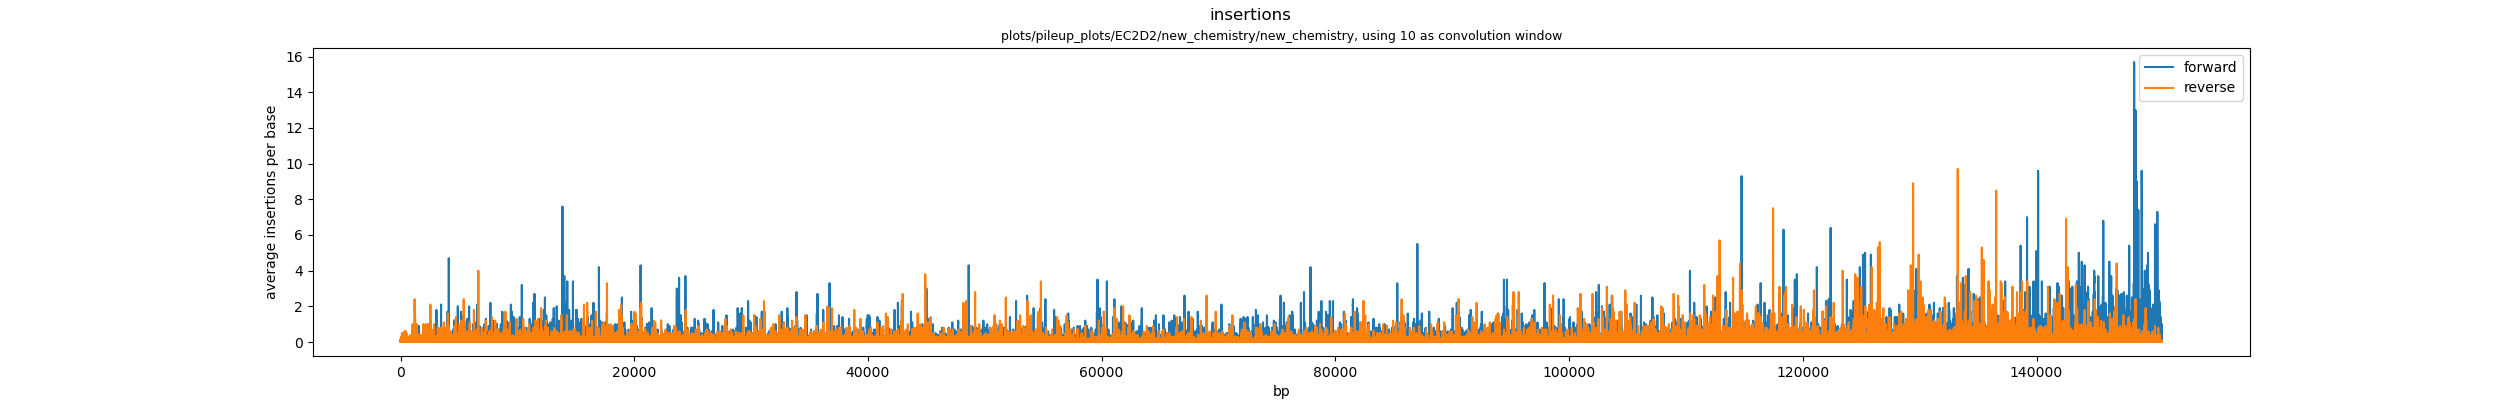 insertions
plots/pileup_plots/EC2D2/new_chemistry/new_chemistry, using 10 as convolution window
average insertions per base
16
14
12
10
8
6
4
2
0
forward
reverse
0
20000
40000
60000
80000
100000
120000
140000
bp